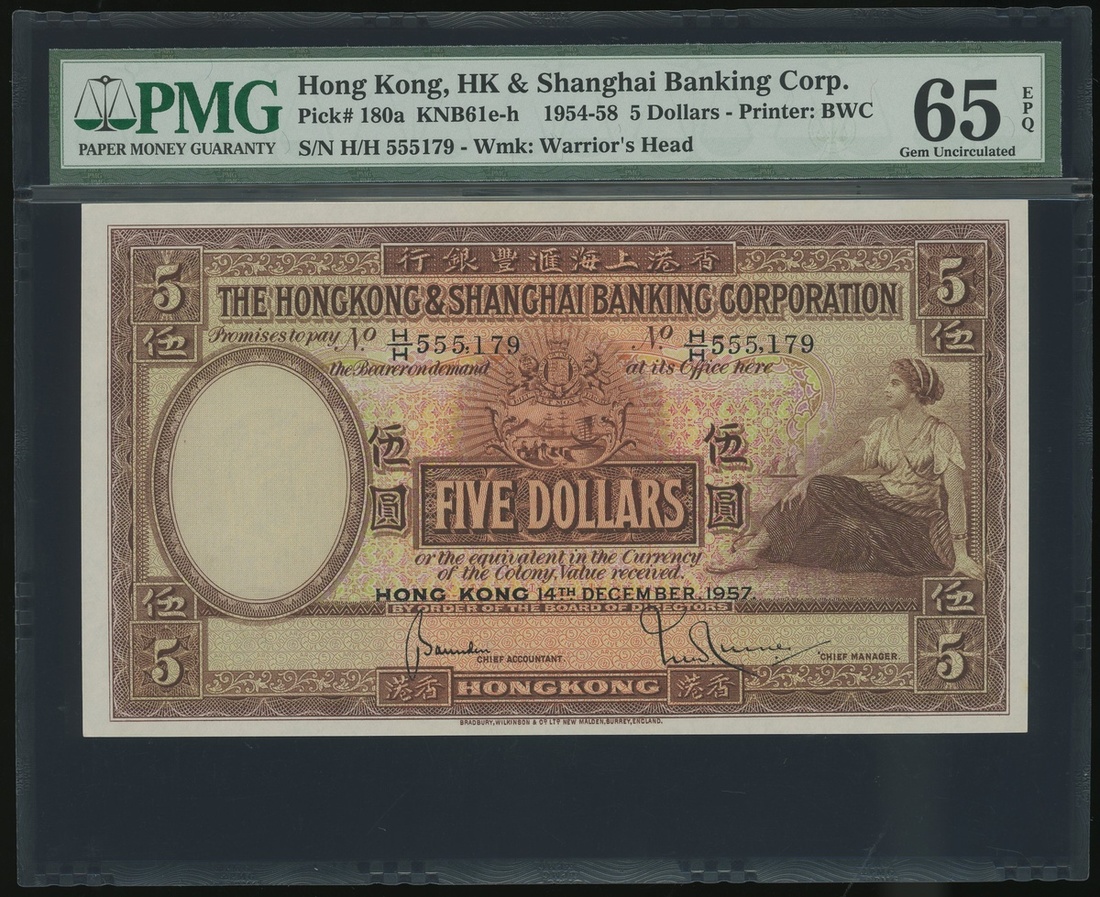 PMG
PAPER MONEY GUARANTY
Hong Kong, HK & Shanghai Banking Corp.
Pick# 180a KNB61e-h 1954-58 5 Dollars - Printer: BWC
S/N H/H 555179 - Wmk: Warrior's Head
65 EPQ
Gem Uncirculated
行銀豐滙海上港香
5 5
THE HONGKONG & SHANGHAI BANKING CORPORATION
伍 伍
Promises to pay No H/H 555,179 No H/H 555,179
the Bearer on demand at its Office here
伍圓 伍圓
FIVE DOLLARS
or the equivalent in the Currency
of the Colony, Value received.
HONG KONG 14TH DECEMBER, 1957.
BY ORDER OF THE BOARD OF DIRECTORS
伍 伍
5 5
CHIEF ACCOUNTANT. CHIEF MANAGER.
港香 HONGKONG 港香
BRADBURY, WILKINSON & Co. LTD. NEW MALDEN, SURREY, ENGLAND.